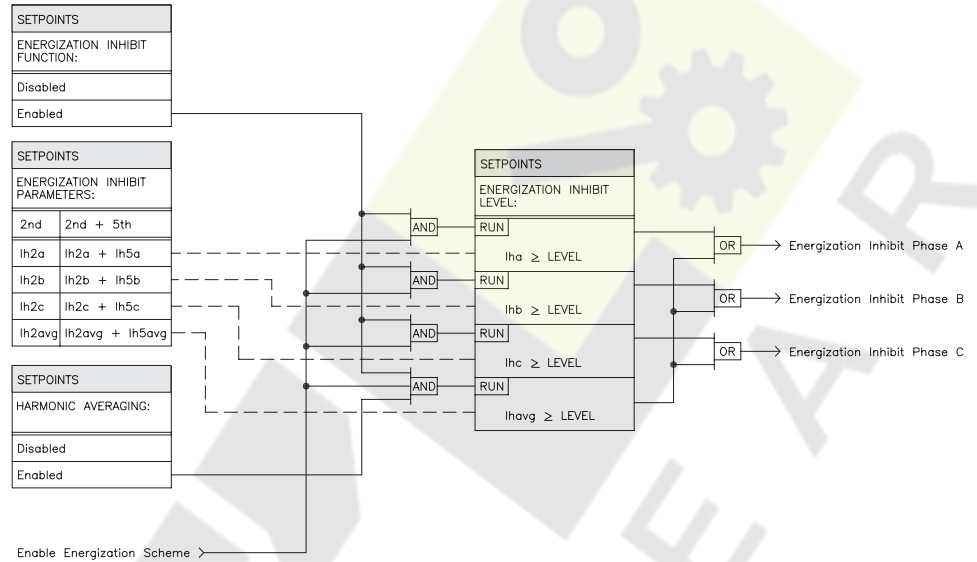 SETPOINTS
ENERGIZATION INHIBIT
FUNCTION:
Disabled
Enabled
SETPOINTS
ENERGIZATION INHIBIT
PARAMETERS:
2nd 2nd + 5th
Ih2a Ih2a + Ih5a
Ih2b Ih2b + Ih5b
Ih2c Ih2c + Ih5c
Ih2avg Ih2avg + Ih5avg
SETPOINTS
HARMONIC AVERAGING:
Disabled
Enabled
Enable Energization Scheme
AND
AND
AND
AND
SETPOINTS
ENERGIZATION INHIBIT
LEVEL:
RUN
Iha ≥ LEVEL
RUN
Ihb ≥ LEVEL
RUN
Ihc ≥ LEVEL
RUN
Ihavg ≥ LEVEL
OR Energization Inhibit Phase A
OR Energization Inhibit Phase B
OR Energization Inhibit Phase C